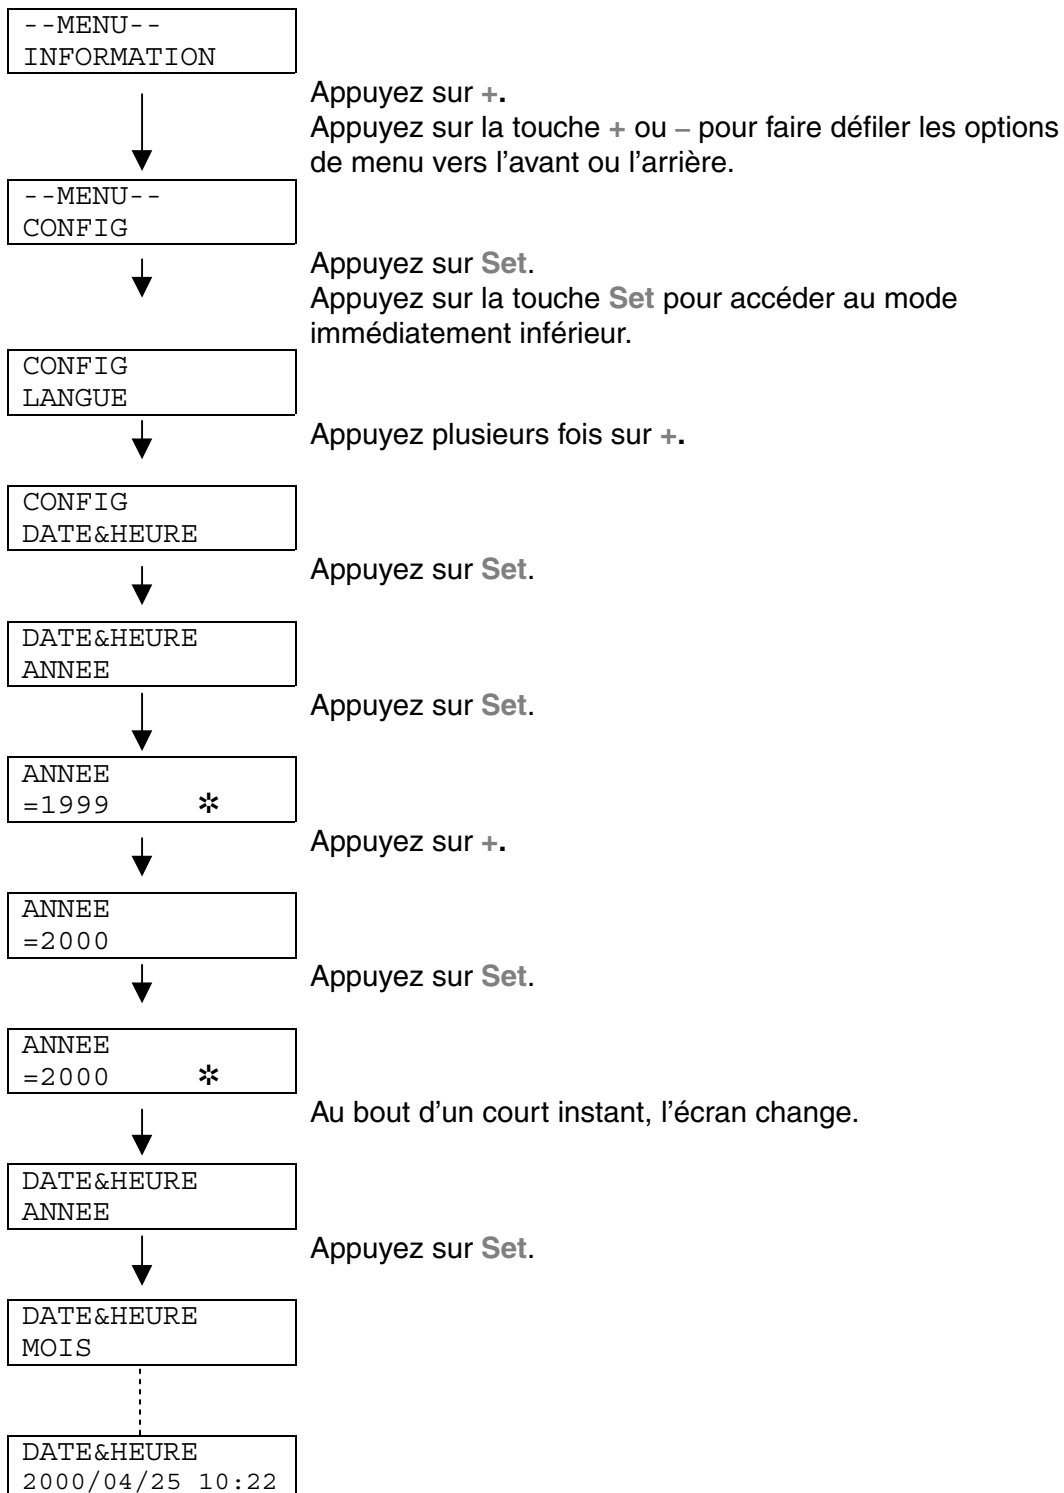 --MENU--
INFORMATION
Appuyez sur +.
Appuyez sur la touche + ou – pour faire défiler les options
de menu vers l'avant ou l'arrière.
--MENU--
CONFIG
Appuyez sur Set.
Appuyez sur la touche Set pour accéder au mode
immédiatement inférieur.
CONFIG
LANGUE
Appuyez plusieurs fois sur +.
CONFIG
DATE&HEURE
Appuyez sur Set.
DATE&HEURE
ANNEE
Appuyez sur Set.
ANNEE
=1999 ✲
Appuyez sur +.
ANNEE
=2000
Appuyez sur Set.
ANNEE
=2000 ✲
Au bout d’un court instant, l’écran change.
DATE&HEURE
ANNEE
Appuyez sur Set.
DATE&HEURE
MOIS
DATE&HEURE
2000/04/25 10:22